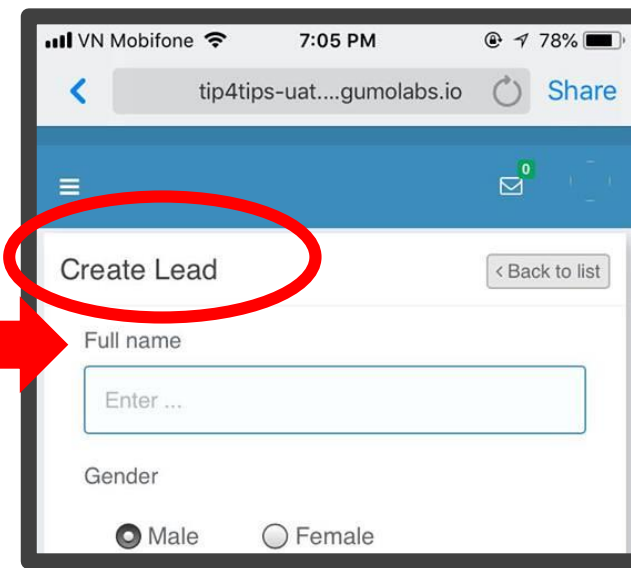 VN Mobifone 7:05 PM 78%
tip4tips-uat....gumolabs.io Share
0
Create Lead < Back to list
Full name
Enter ...
Gender
Male Female